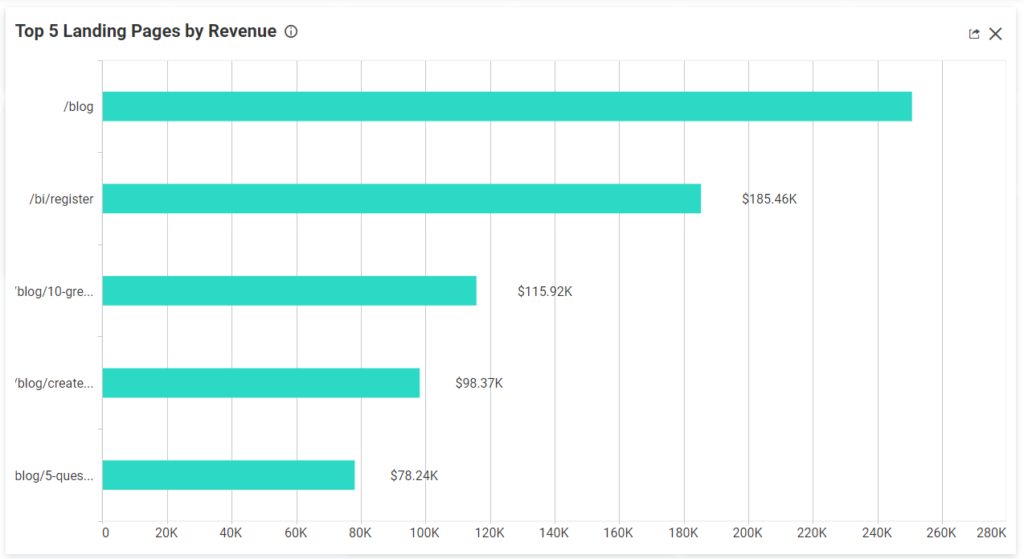 Top 5 Landing Pages by Revenue
/blog
/bi/register
$185.46K
'blog/10-gre...
$115.92K
'blog/create...
$98.37K
blog/5-ques...
$78.24K
0 20K 40K 60K 80K 100K 120K 140K 160K 180K 200K 220K 240K 260K 280K